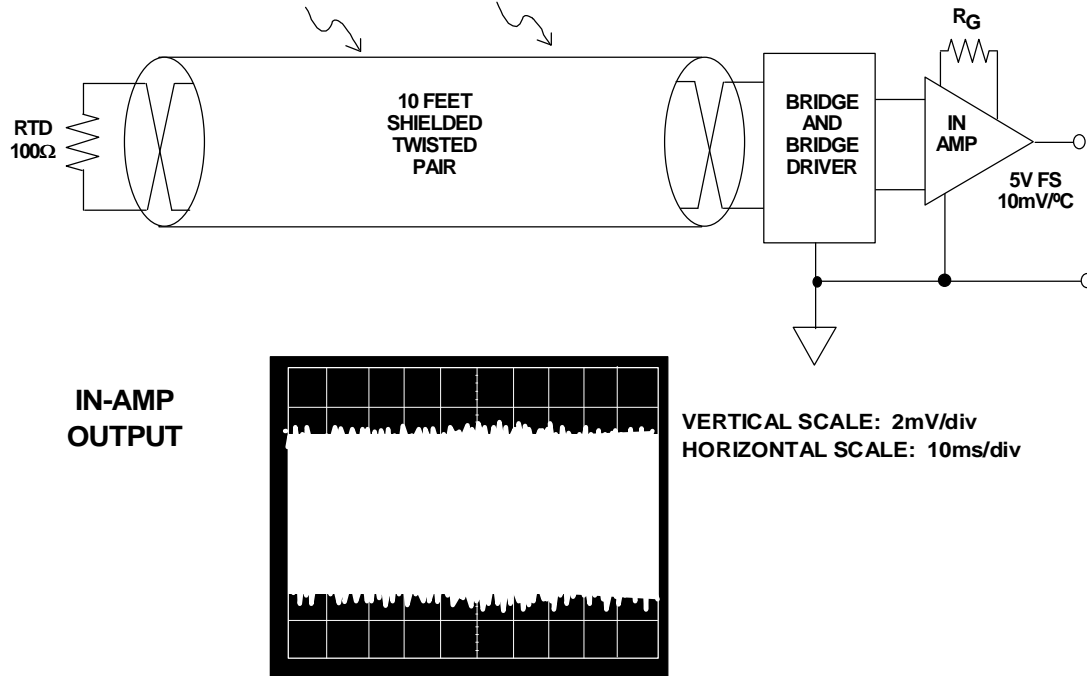 R_G
10 FEET
SHIELDED
TWISTED
PAIR
RTD
100Ω
BRIDGE
AND
BRIDGE
DRIVER
IN
AMP
5V FS
10mV/ºC
IN-AMP
OUTPUT
VERTICAL SCALE: 2mV/div
HORIZONTAL SCALE: 10ms/div